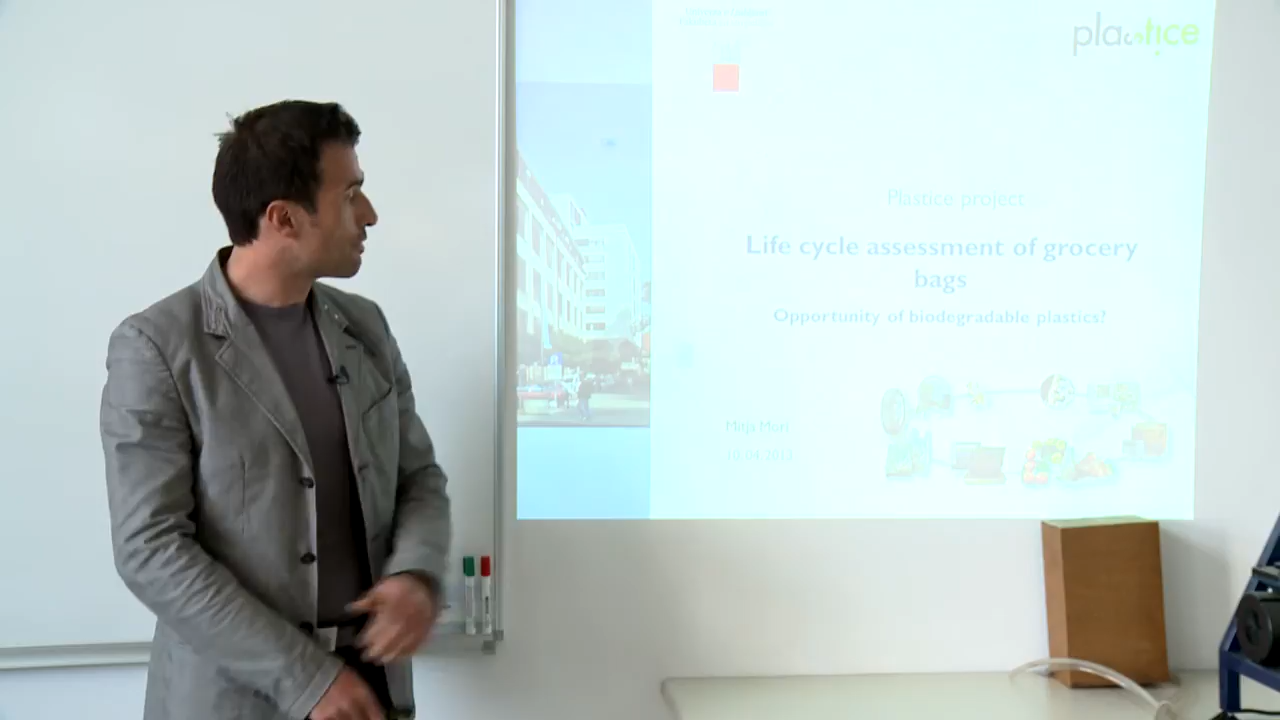 plastice
Plastice project
Life cycle assessment of grocery
bags
Opportunity of biodegradable plastics?